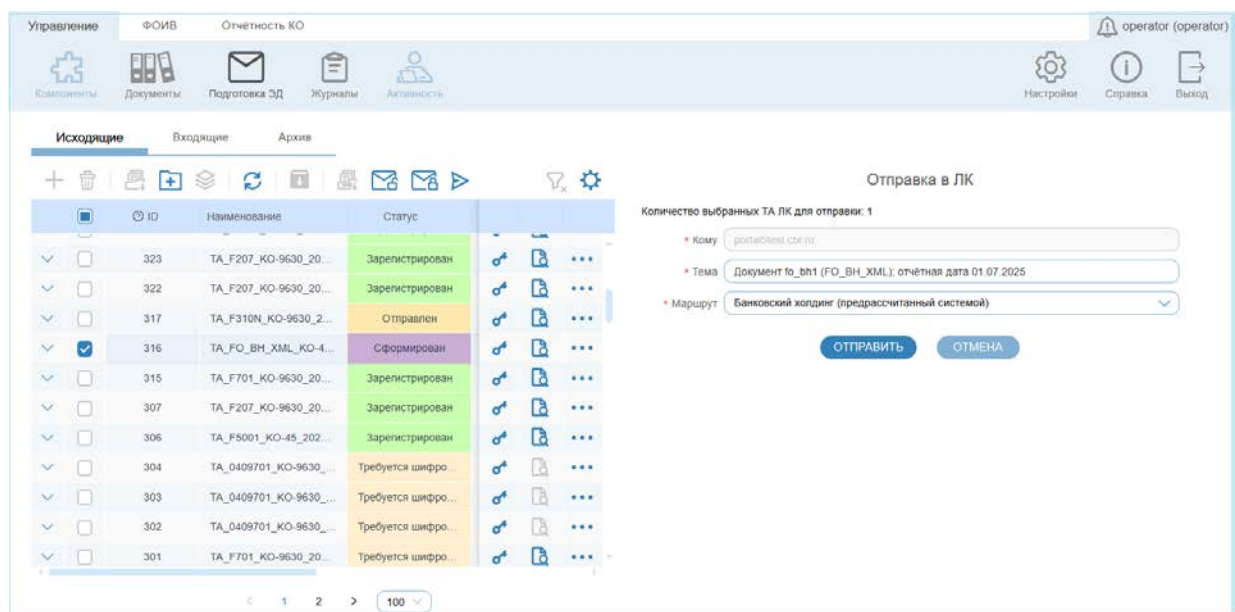 Управление ФОИВ Отчётность КО operator (operator)
Компоненты Документы Подготовка ЭД Журналы Активность Настройки Справка Выход
Исходящие Входящие Архив
Отправка в ЛК
ID Наименование Статус
Количество выбранных ТА ЛК для отправки: 1
* Кому portal@test.cbr.ru
323 TA_F207_KO-9630_20... Зарегистрирован
* Тема Документ fo_bh1 (FO_BH_XML); отчётная дата 01.07.2025
322 TA_F207_KO-9630_20... Зарегистрирован
* Маршрут Банковский холдинг (предрассчитанный системой)
317 TA_F310N_KO-9630_2... Отправлен
316 TA_FO_BH_XML_KO-4... Сформирован
ОТПРАВИТЬ ОТМЕНА
315 TA_F701_KO-9630_20... Зарегистрирован
307 TA_F207_KO-9630_20... Зарегистрирован
306 TA_F5001_KO-45_202... Зарегистрирован
304 TA_0409701_KO-9630_... Требуется шифро...
303 TA_0409701_KO-9630_... Требуется шифро...
302 TA_0409701_KO-9630_... Требуется шифро...
301 TA_F701_KO-9630_20... Требуется шифро...
< 1 2 > 100